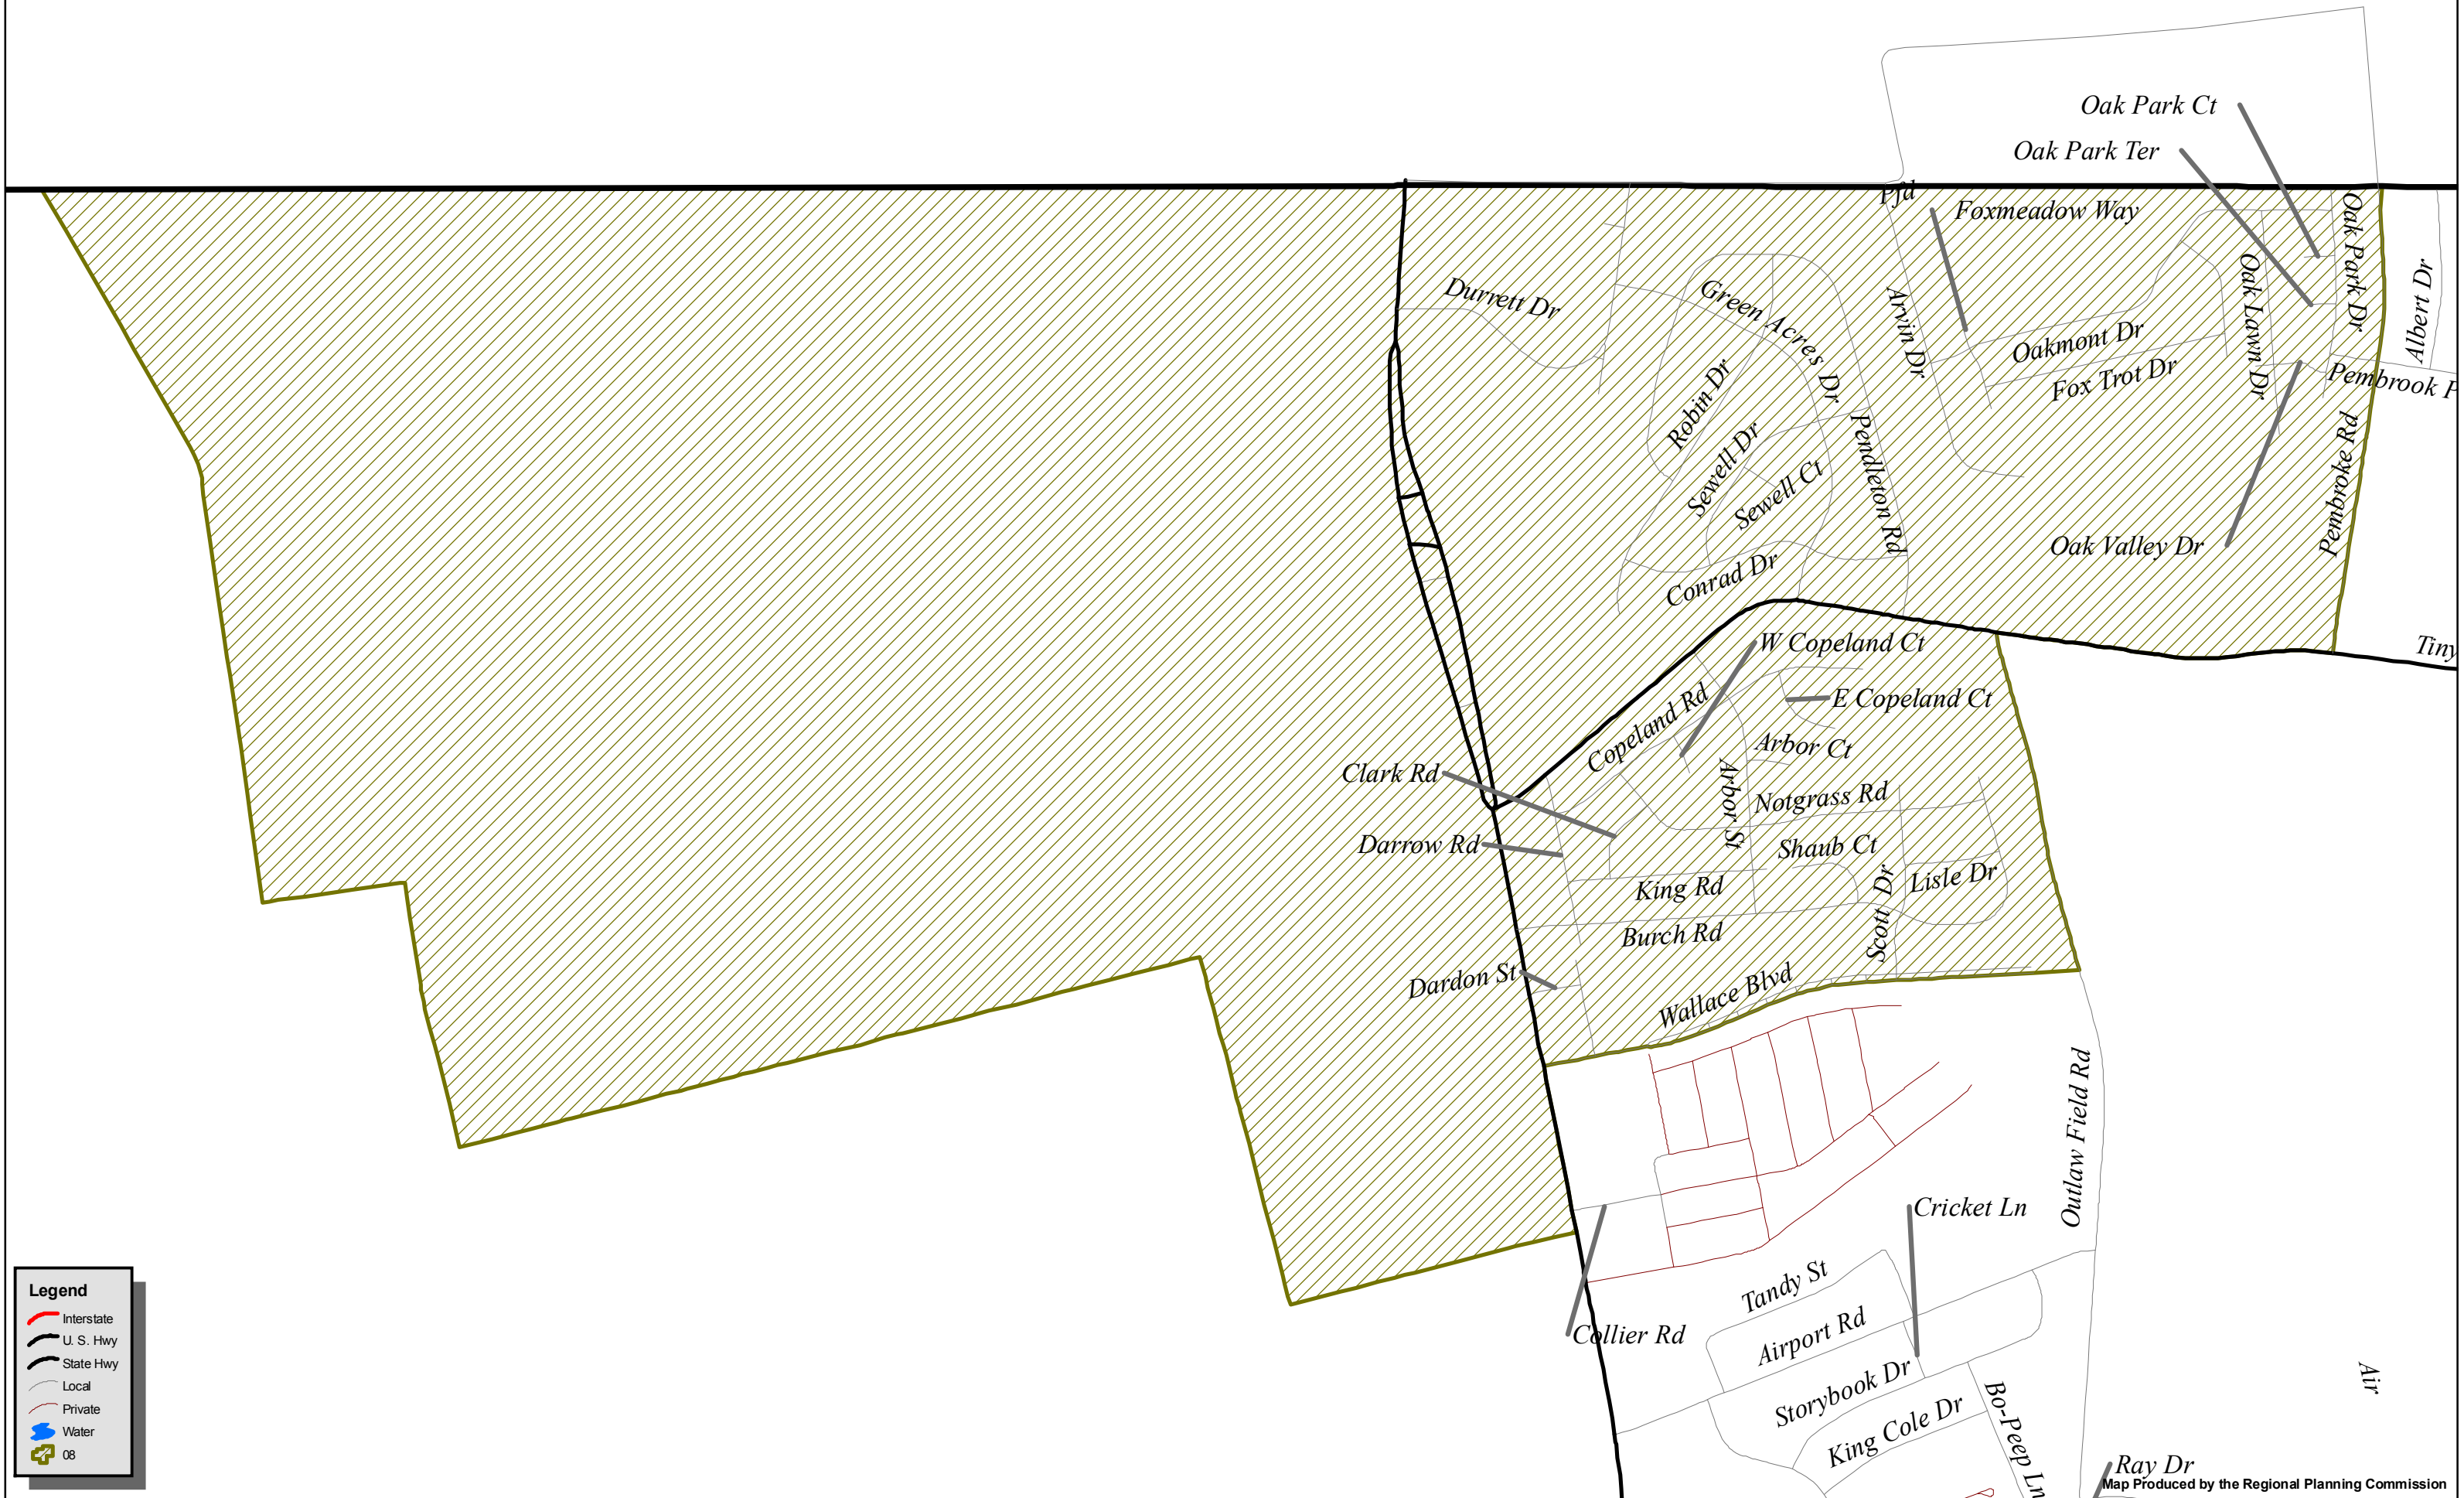 Oak Park Ct
Oak Park Ter
Pfd
Foxmeadow Way
Oak Park Dr
Albert Dr
Durrett Dr
Green Acres Dr
Arvin Dr
Oakmont Dr
Oak Lawn Dr
Fox Trot Dr
Pembrook P
Robin Dr
Sewell Dr
Sewell Ct
Pendleton Rd
Pembroke Rd
Oak Valley Dr
Conrad Dr
W Copeland Ct
Tiny
E Copeland Ct
Copeland Rd
Arbor Ct
Clark Rd
Arbor St
Notgrass Rd
Darrow Rd
Shaub Ct
King Rd
Scott Dr
Lisle Dr
Burch Rd
Dardon St
Wallace Blvd
Outlaw Field Rd
Cricket Ln
Tandy St
Collier Rd
Airport Rd
Storybook Dr
Air
King Cole Dr
Bo-Peep Ln
Ray Dr
Legend
Interstate
U. S. Hwy
State Hwy
Local
Private
Water
08
Map Produced by the Regional Planning Commission